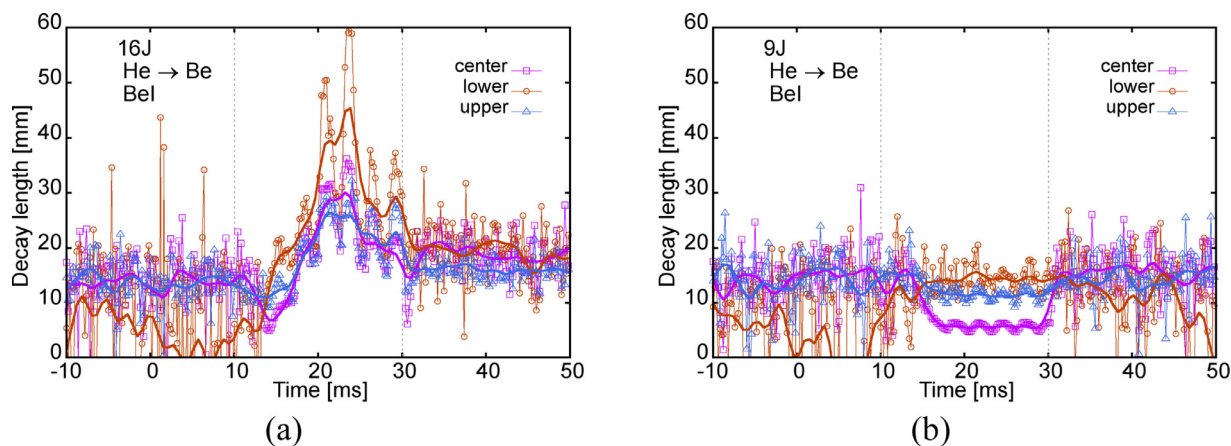 60
50
40
30
20
10
0
Decay length [mm]
16J
He → Be
BeI
center
lower
upper
-10 0 10 20 30 40 50
Time [ms]
(a)
60
50
40
30
20
10
0
Decay length [mm]
9J
He → Be
BeI
center
lower
upper
-10 0 10 20 30 40 50
Time [ms]
(b)